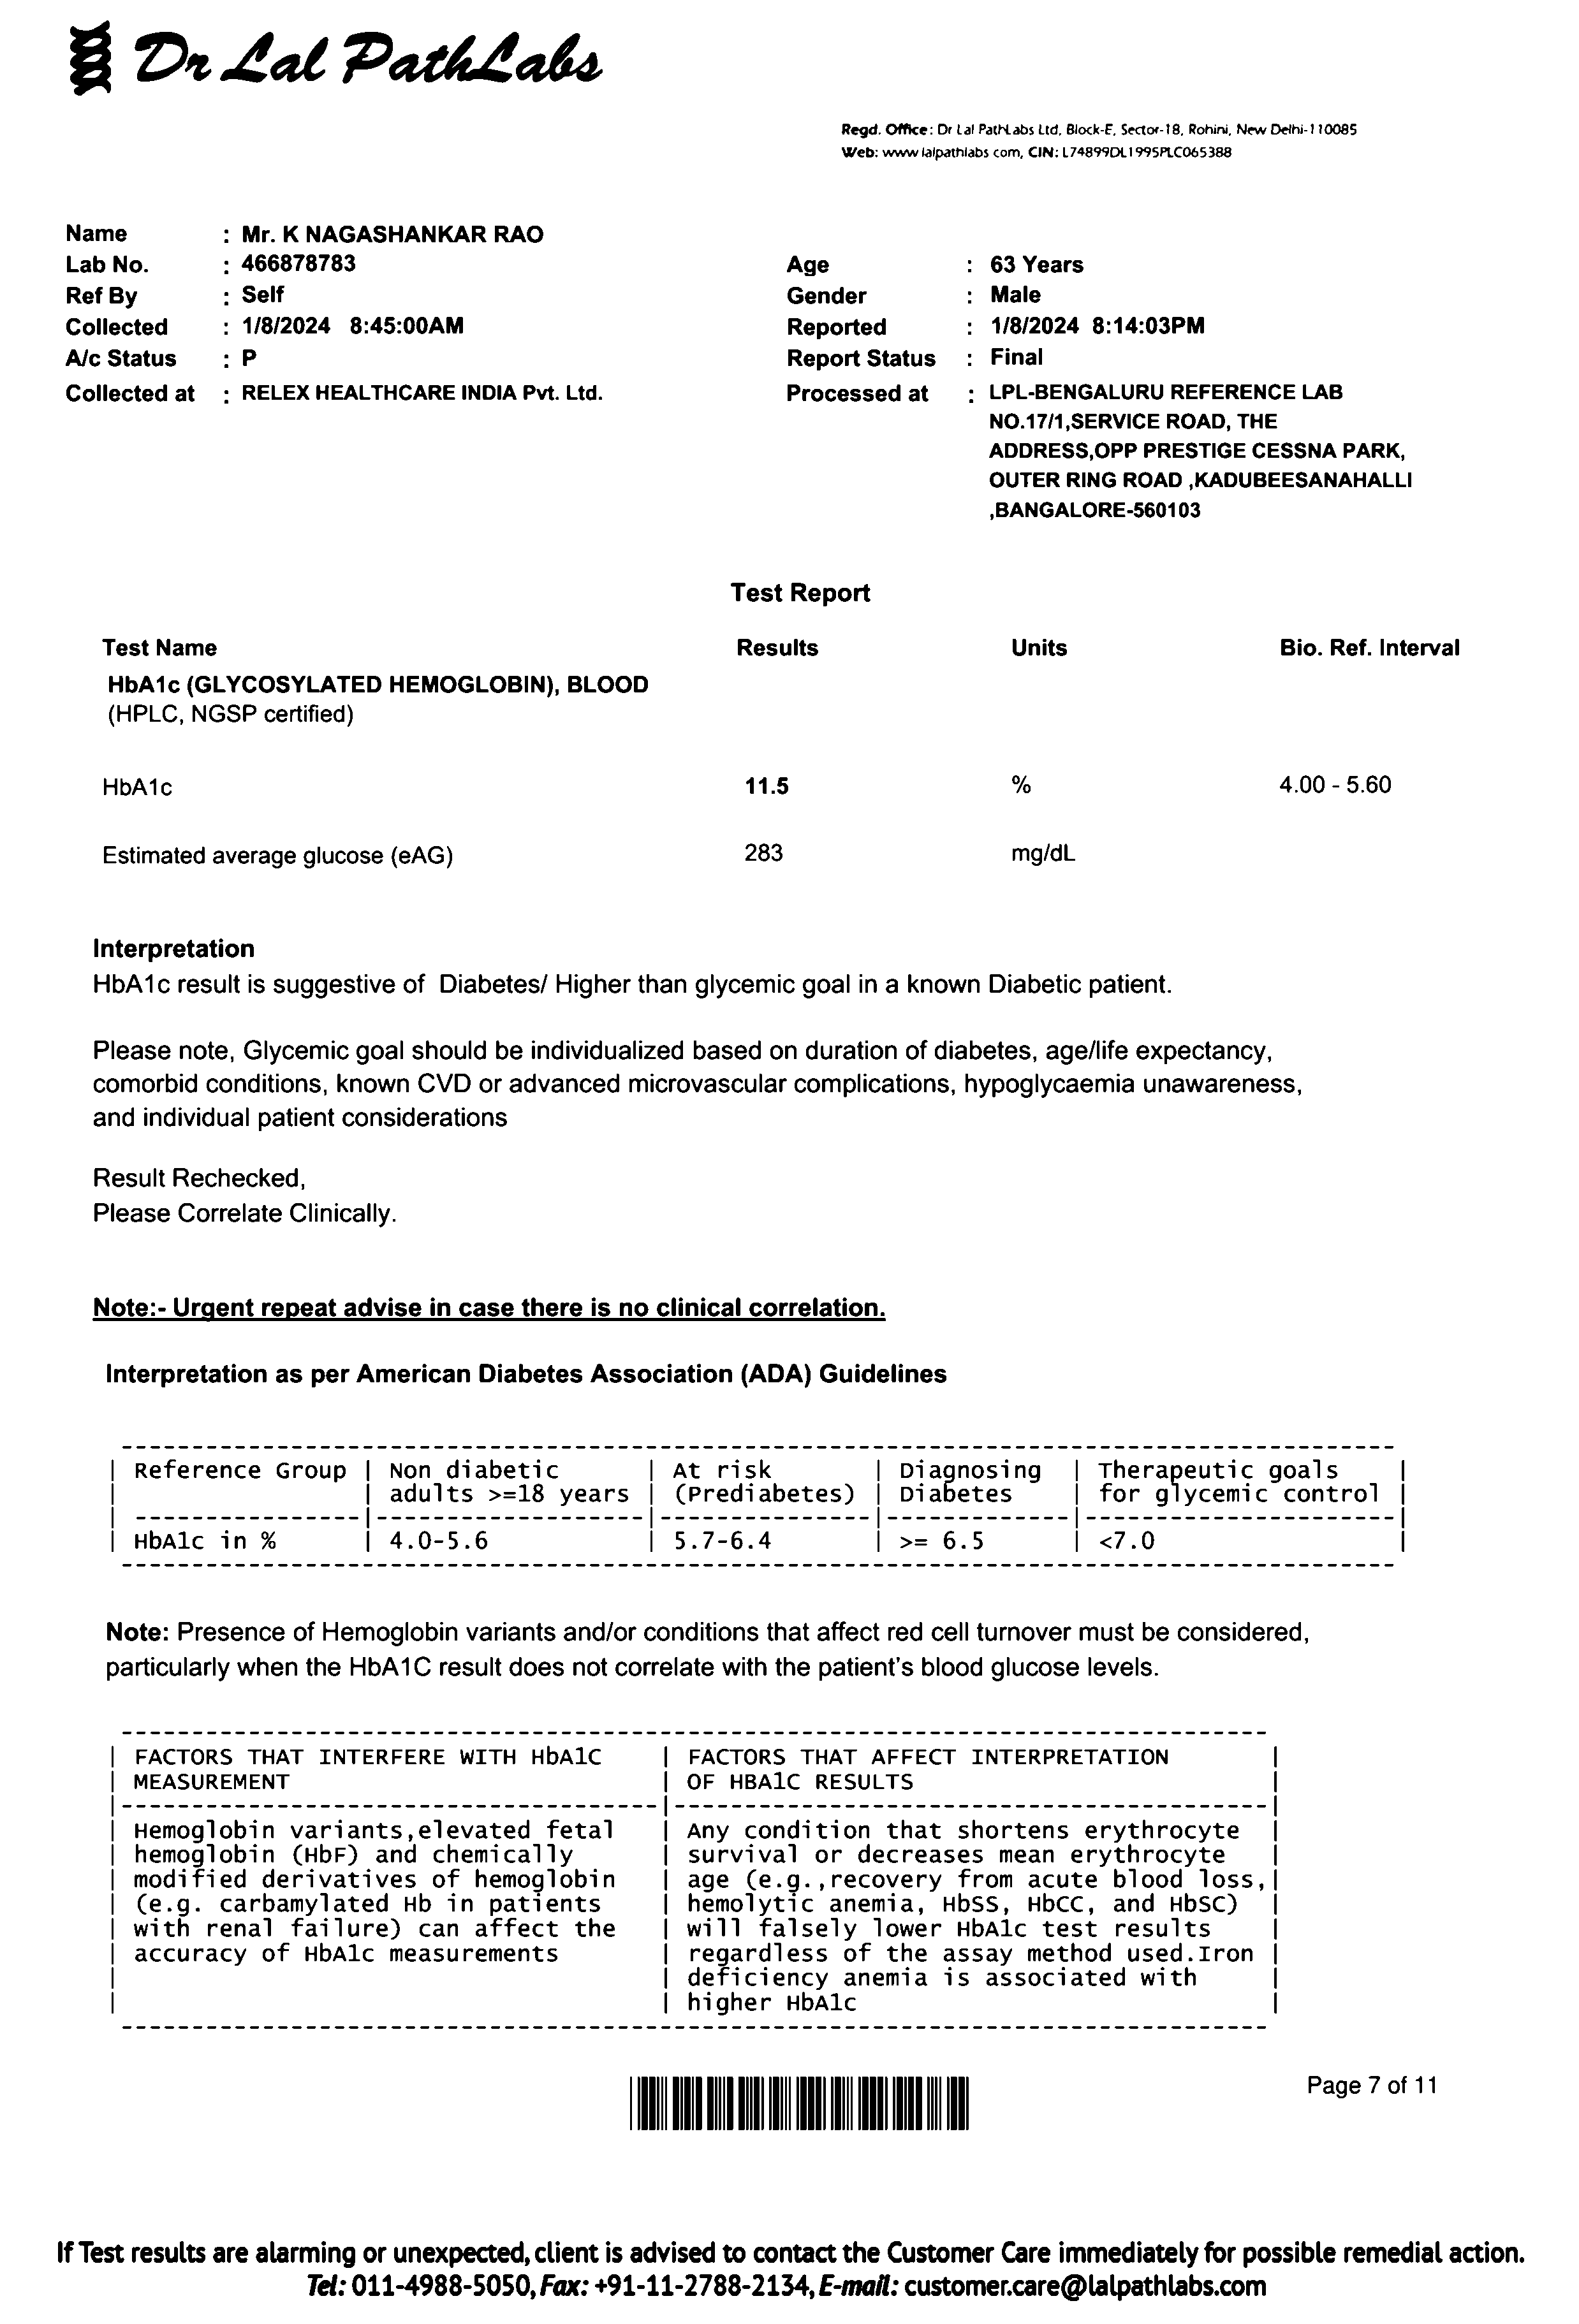 Dr Lal PathLabs
Regd. Office: Dr Lal PathLabs Ltd, Block-E, Sector-18, Rohini, New Delhi-110085
Web: www.lalpathlabs.com, CIN: L74899DL1995PLC065388
Name : Mr. K NAGASHANKAR RAO
Lab No. : 466878783 Age : 63 Years
Ref By : Self Gender : Male
Collected : 1/8/2024 8:45:00AM Reported : 1/8/2024 8:14:03PM
A/c Status : P Report Status : Final
Collected at : RELEX HEALTHCARE INDIA Pvt. Ltd. Processed at : LPL-BENGALURU REFERENCE LAB
NO.17/1,SERVICE ROAD, THE
ADDRESS,OPP PRESTIGE CESSNA PARK,
OUTER RING ROAD ,KADUBEESANAHALLI
,BANGALORE-560103
Test Report
Test Name Results Units Bio. Ref. Interval
HbA1c (GLYCOSYLATED HEMOGLOBIN), BLOOD
(HPLC, NGSP certified)
HbA1c 11.5 % 4.00 - 5.60
Estimated average glucose (eAG) 283 mg/dL
Interpretation
HbA1c result is suggestive of Diabetes/ Higher than glycemic goal in a known Diabetic patient.
Please note, Glycemic goal should be individualized based on duration of diabetes, age/life expectancy,
comorbid conditions, known CVD or advanced microvascular complications, hypoglycaemia unawareness,
and individual patient considerations
Result Rechecked,
Please Correlate Clinically.
Note:- Urgent repeat advise in case there is no clinical correlation.
Interpretation as per American Diabetes Association (ADA) Guidelines
| Reference Group | Non diabetic | At risk | Diagnosing | Therapeutic goals |
| | adults >=18 years | (Prediabetes) | Diabetes | for glycemic control |
| HbA1c in % | 4.0-5.6 | 5.7-6.4 | >= 6.5 | <7.0 |
Note: Presence of Hemoglobin variants and/or conditions that affect red cell turnover must be considered,
particularly when the HbA1C result does not correlate with the patient's blood glucose levels.
| FACTORS THAT INTERFERE WITH HbA1C | FACTORS THAT AFFECT INTERPRETATION |
| MEASUREMENT | OF HBA1C RESULTS |
| Hemoglobin variants,elevated fetal | Any condition that shortens erythrocyte |
| hemoglobin (HbF) and chemically | survival or decreases mean erythrocyte |
| modified derivatives of hemoglobin | age (e.g.,recovery from acute blood loss,|
| (e.g. carbamylated Hb in patients | hemolytic anemia, HbSS, HbCC, and HbSC) |
| with renal failure) can affect the | will falsely lower HbA1c test results |
| accuracy of HbA1c measurements | regardless of the assay method used.Iron |
| | deficiency anemia is associated with |
| | higher HbA1c |
Page 7 of 11
If Test results are alarming or unexpected, client is advised to contact the Customer Care immediately for possible remedial action.
Tel: 011-4988-5050, Fax: +91-11-2788-2134, E-mail: customer.care@lalpathlabs.com